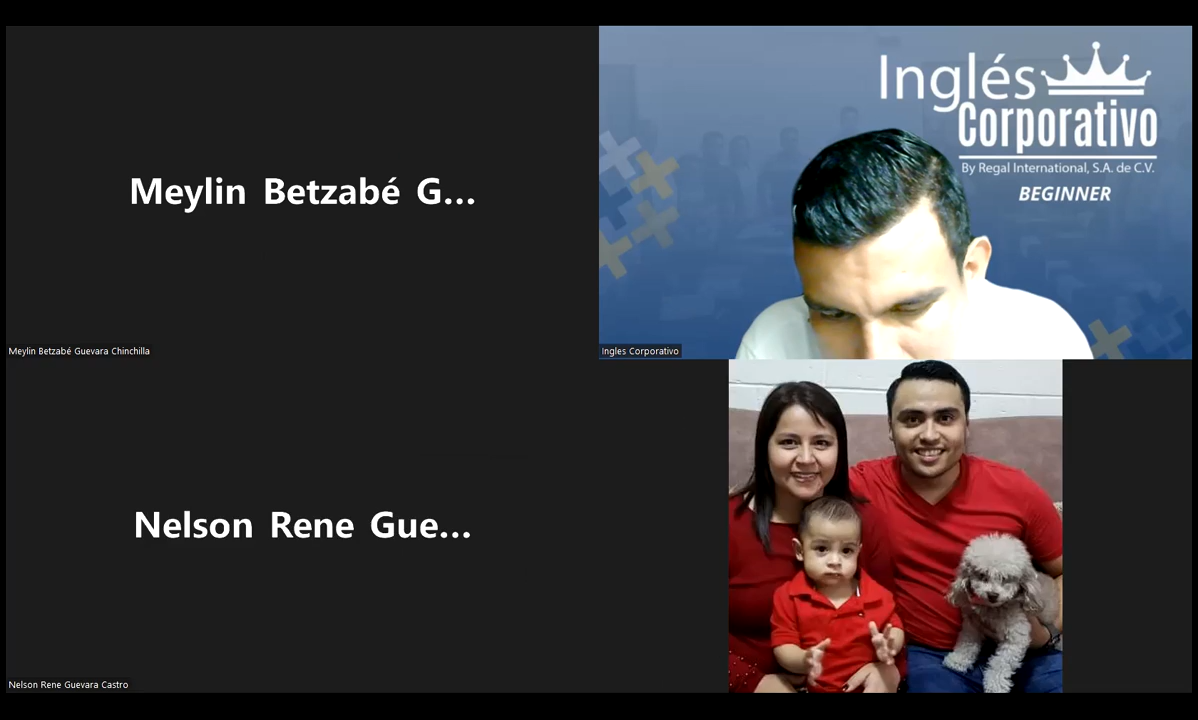 Meylin Betzabé G...
Meylin Betzabé Guevara Chinchilla
Inglés
Corporativo
By Regal International, S.A. de C.V.
BEGINNER
Ingles Corporativo
Nelson Rene Gue...
Nelson Rene Guevara Castro